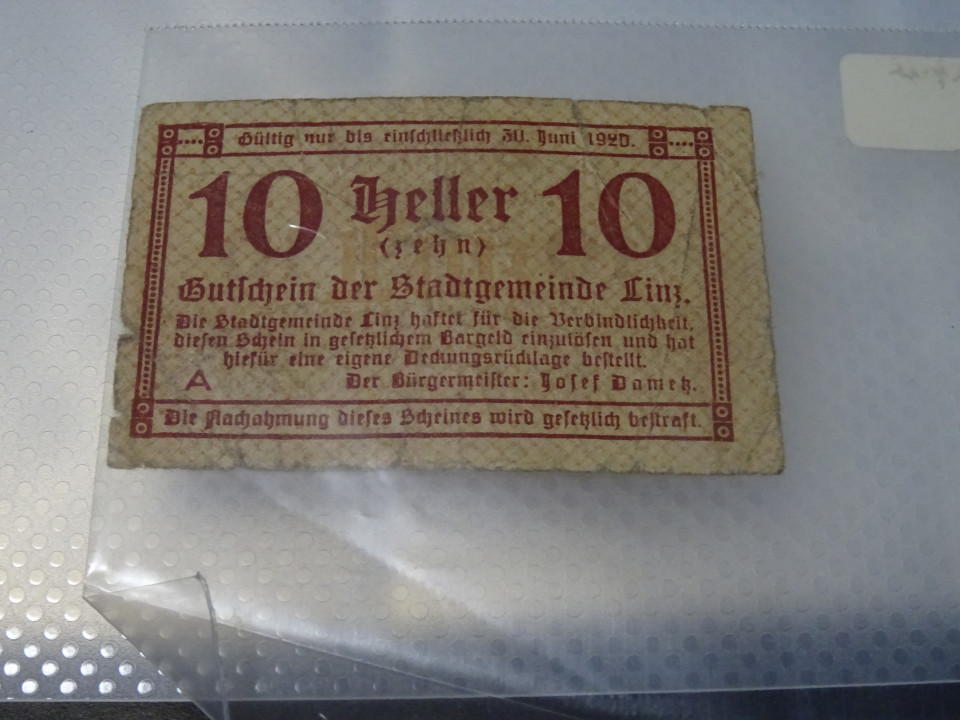 Gültig nur bis einschließlich 30. Juni 1920.
10 Heller 10
(zehn)
Gutschein der Stadtgemeinde Linz.
Die Stadtgemeinde Linz haftet für die Verbindlichkeit,
diesen Schein in gesetzlichem Bargeld einzulösen und hat
hiefür eine eigene Deckungsrücklage bestellt.
A Der Bürgermeister: Josef Dametz.
Die Nachahmung dieses Scheines wird gesetzlich bestraft.